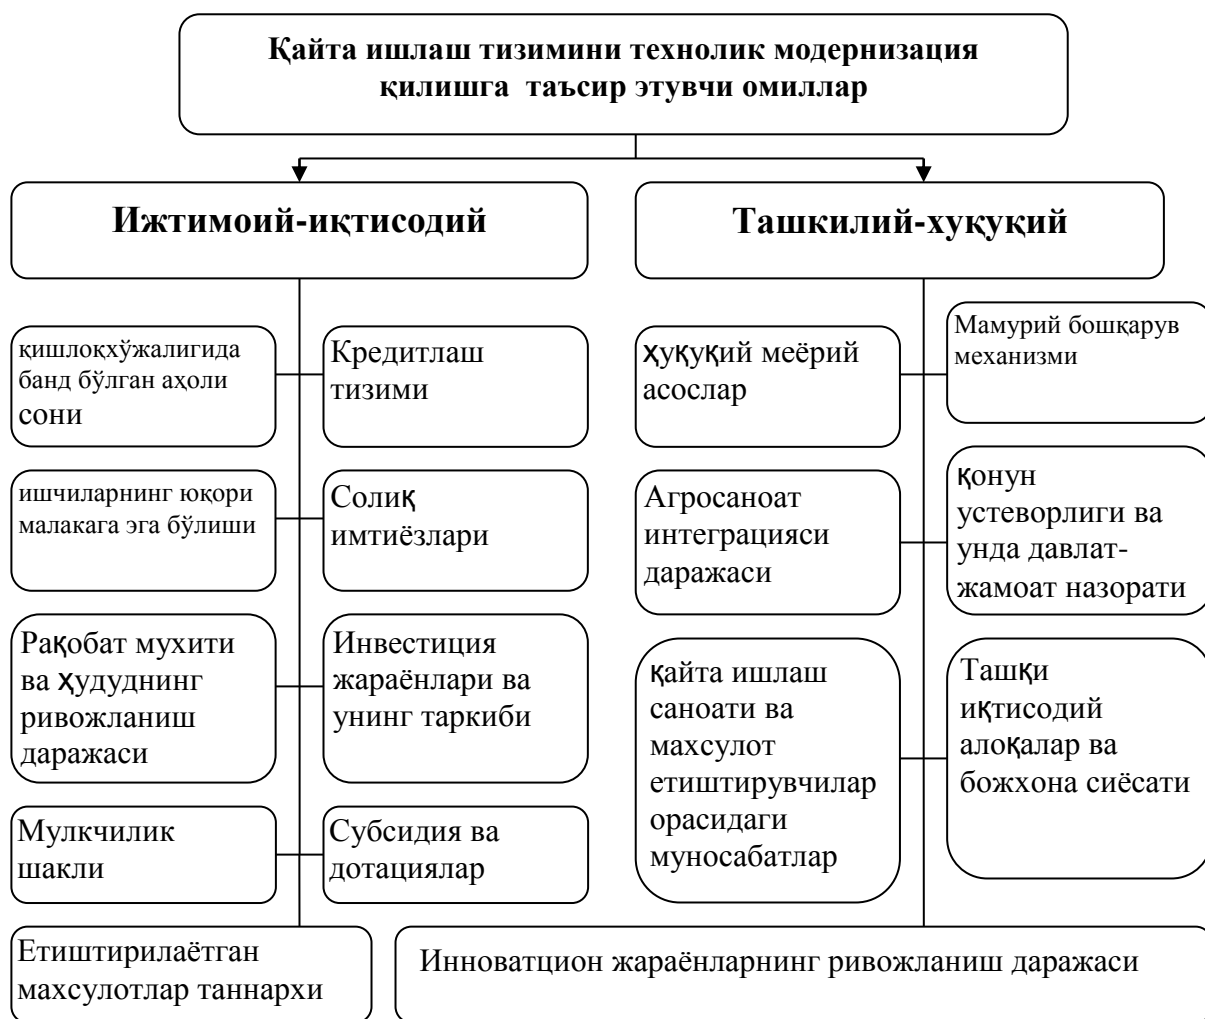 Қайта ишлаш тизимини технолик модернизация
қилишга таъсир этувчи омиллар
Ижтимоий-иқтисодий
Ташкилий-хуқуқий
қишлоқхўжалигида
банд бўлган аҳоли
сони
Кредитлаш
тизими
ишчиларнинг юқори
малакага эга бўлиши
Солиқ
имтиёзлари
Рақобат мухити
ва ҳудуднинг
ривожланиш
даражаси
Инвестиция
жараёнлари ва
унинг таркиби
Мулкчилик
шакли
Субсидия ва
дотациялар
Етиштирилаётган
махсулотлар таннархи
ҳуқуқий меёрий
асослар
Мамурий бошқарув
механизми
Агросаноат
интеграцияси
даражаси
қонун
устеворлиги ва
унда давлат-
жамоат назорати
қайта ишлаш
саноати ва
махсулот
етиштирувчилар
орасидаги
муносабатлар
Ташқи
иқтисодий
алоқалар ва
божхона сиёсати
Инноватцион жараёнларнинг ривожланиш даражаси